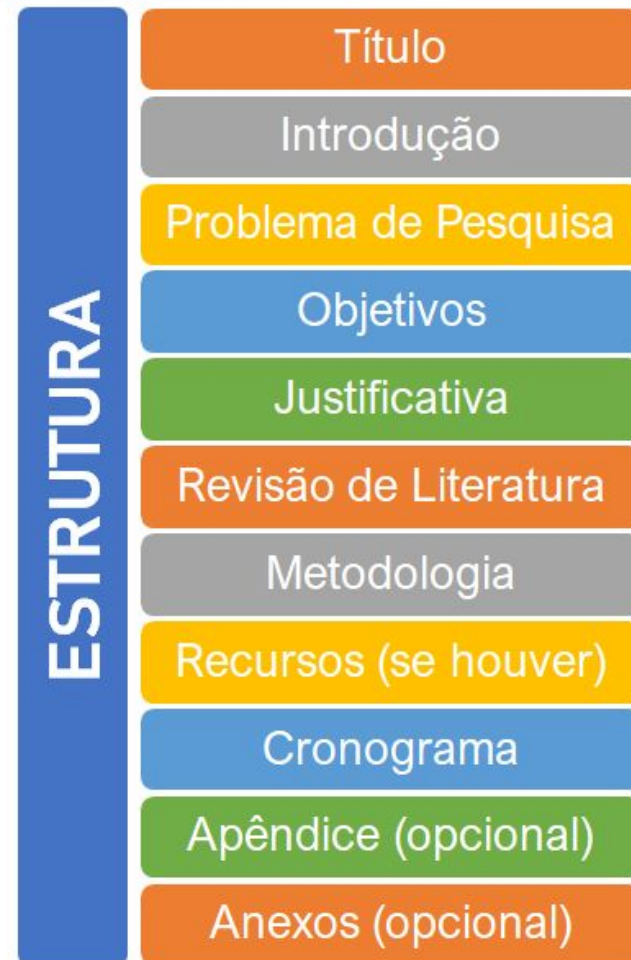 ESTRUTURA
Título
Introdução
Problema de Pesquisa
Objetivos
Justificativa
Revisão de Literatura
Metodologia
Recursos (se houver)
Cronograma
Apêndice (opcional)
Anexos (opcional)